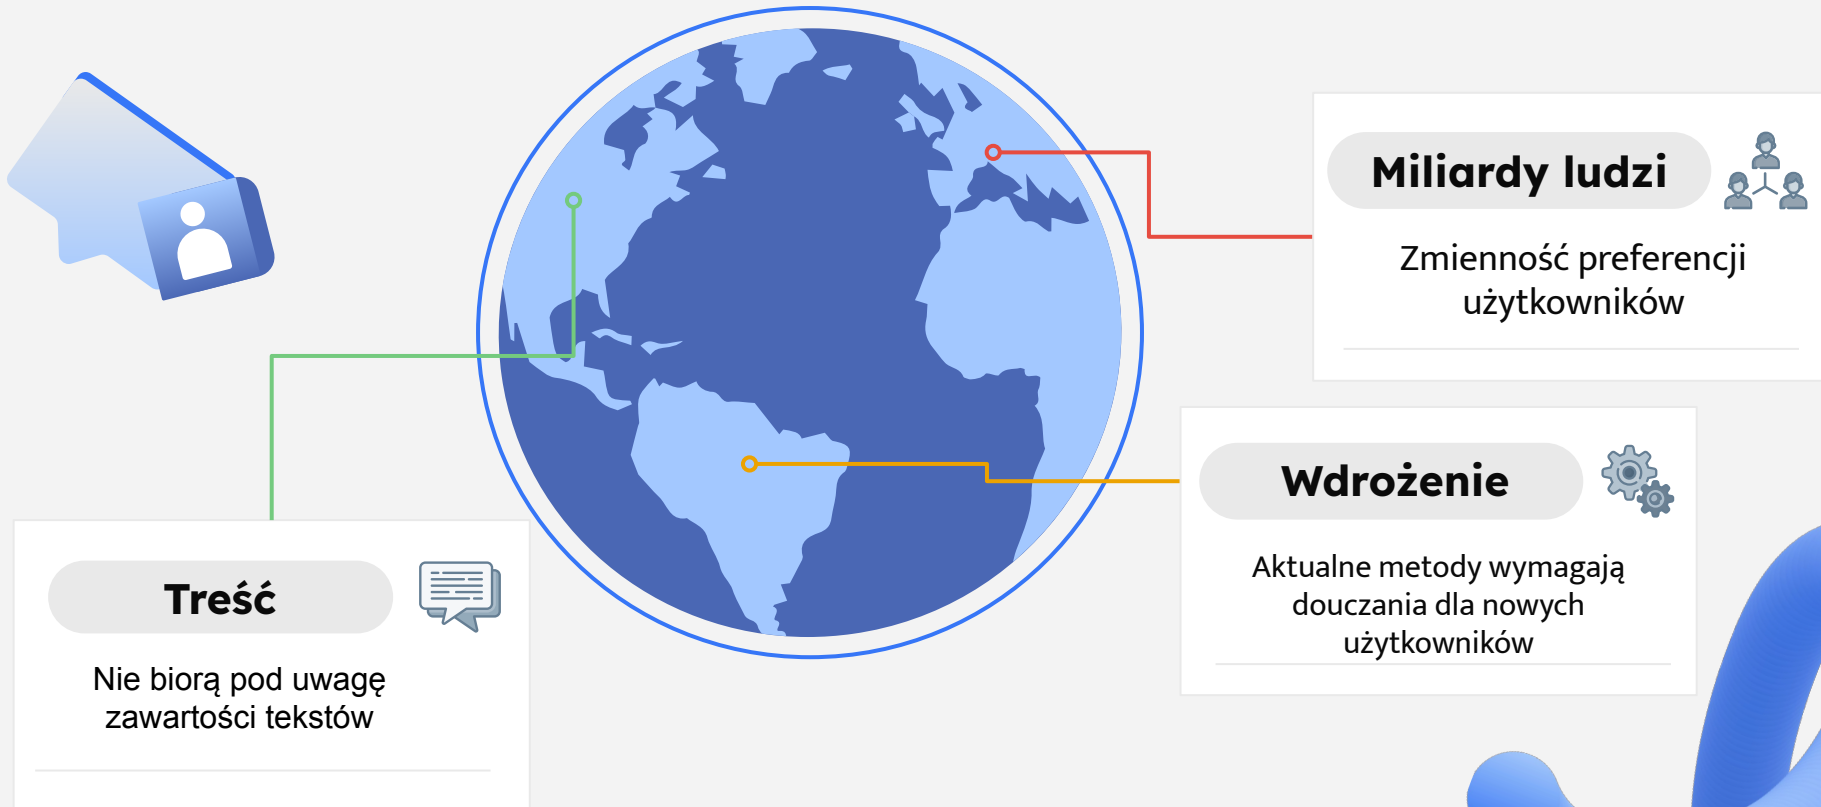 Miliardy ludzi
Zmienność preferencji
użytkowników
Wdrożenie
Aktualne metody wymagają
douczania dla nowych
użytkowników
Treść
Nie biorą pod uwagę
zawartości tekstów